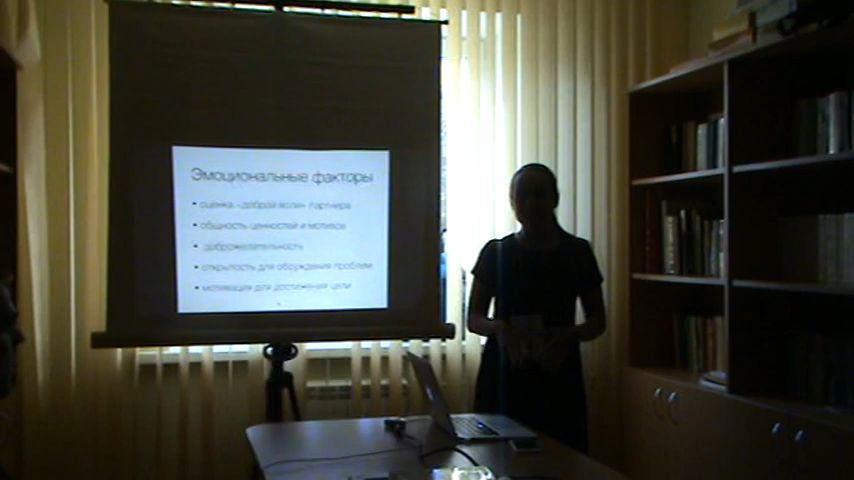 Эмоциональные факторы
• оценка «доброй воли» партнера
• общность ценностей и мотивов
• доброжелательность
• открытость для обсуждения проблем
• мотивация для достижения цели